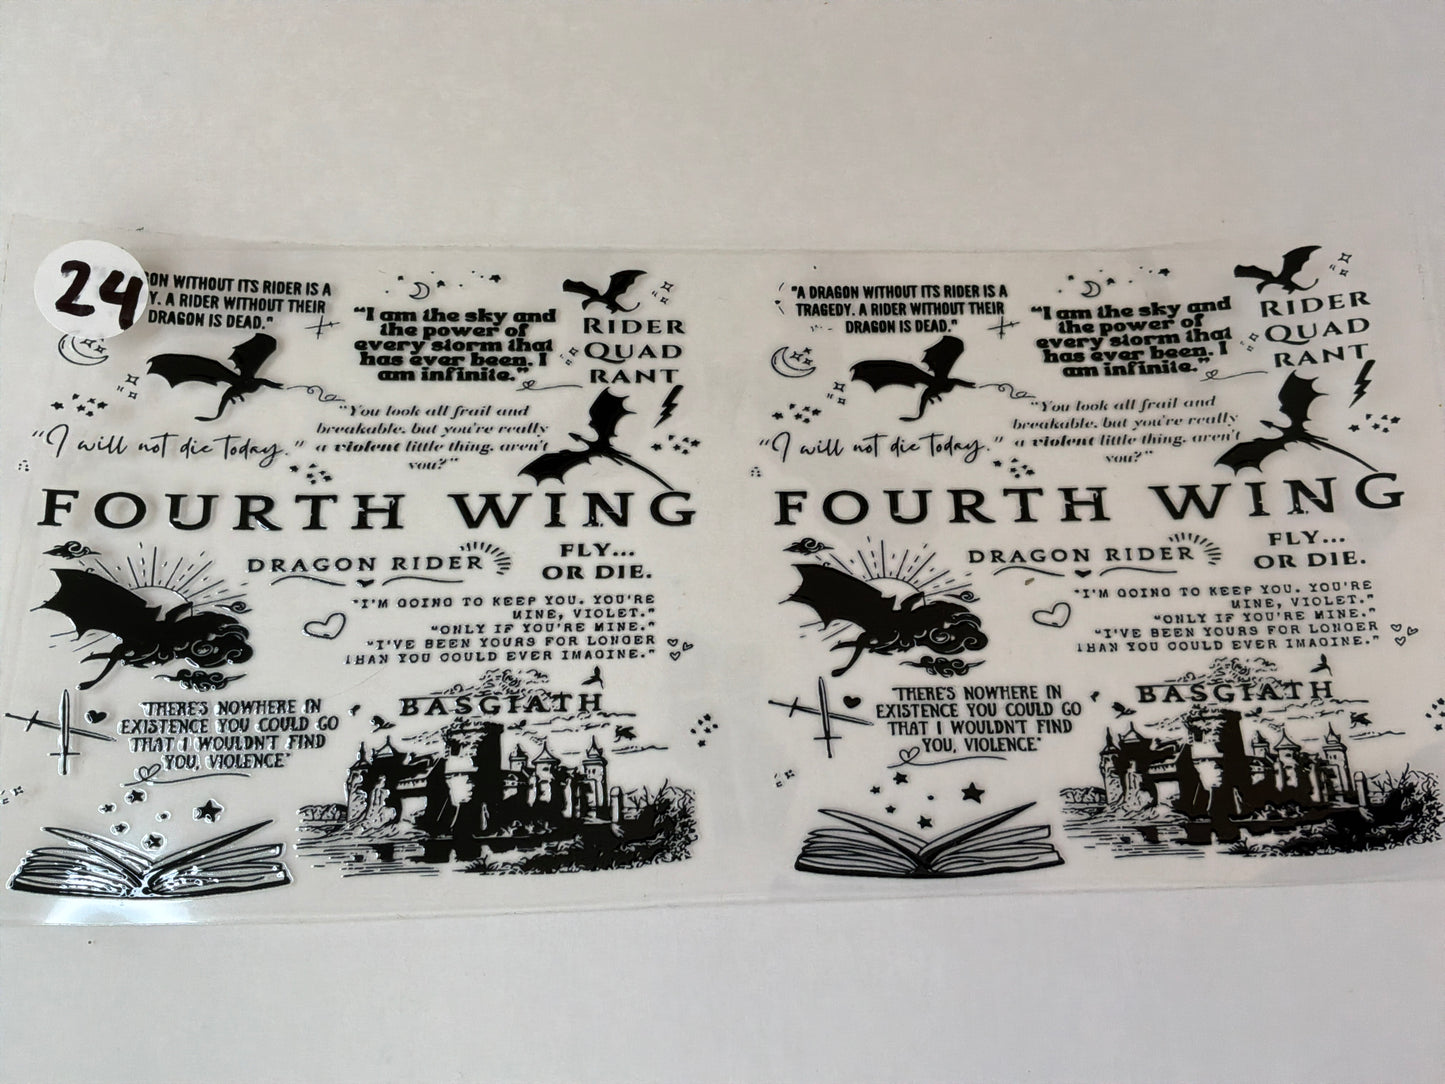 24
ON WITHOUT ITS RIDER IS A
Y. A RIDER WITHOUT THEIR
DRAGON IS DEAD."
"I am the sky and
the power of
every storm that
has ever been. I
am infinite."
RIDER
QUAD
RANT
"You look all frail and
breakable, but you're really
a violent little thing, aren't
you?"
"I will not die today."
FOURTH WING
DRAGON RIDER
FLY...
OR DIE.
"I'M GOING TO KEEP YOU. YOU'RE
MINE, VIOLET."
"ONLY IF YOU'RE MINE."
"I'VE BEEN YOURS FOR LONGER
THAN YOU COULD EVER IMAGINE."
"THERE'S NOWHERE IN
EXISTENCE YOU COULD GO
THAT I WOULDN'T FIND
YOU, VIOLENCE"
BASGIATH
"A DRAGON WITHOUT ITS RIDER IS A
TRAGEDY. A RIDER WITHOUT THEIR
DRAGON IS DEAD."
"I am the sky and
the power of
every storm that
has ever been. I
am infinite."
RIDER
QUAD
RANT
"You look all frail and
breakable, but you're really
a violent little thing, aren't
you?"
"I will not die today."
FOURTH WING
DRAGON RIDER
FLY...
OR DIE.
"I'M GOING TO KEEP YOU. YOU'RE
MINE, VIOLET."
"ONLY IF YOU'RE MINE."
"I'VE BEEN YOURS FOR LONGER
THAN YOU COULD EVER IMAGINE."
"THERE'S NOWHERE IN
EXISTENCE YOU COULD GO
THAT I WOULDN'T FIND
YOU, VIOLENCE"
BASGIATH